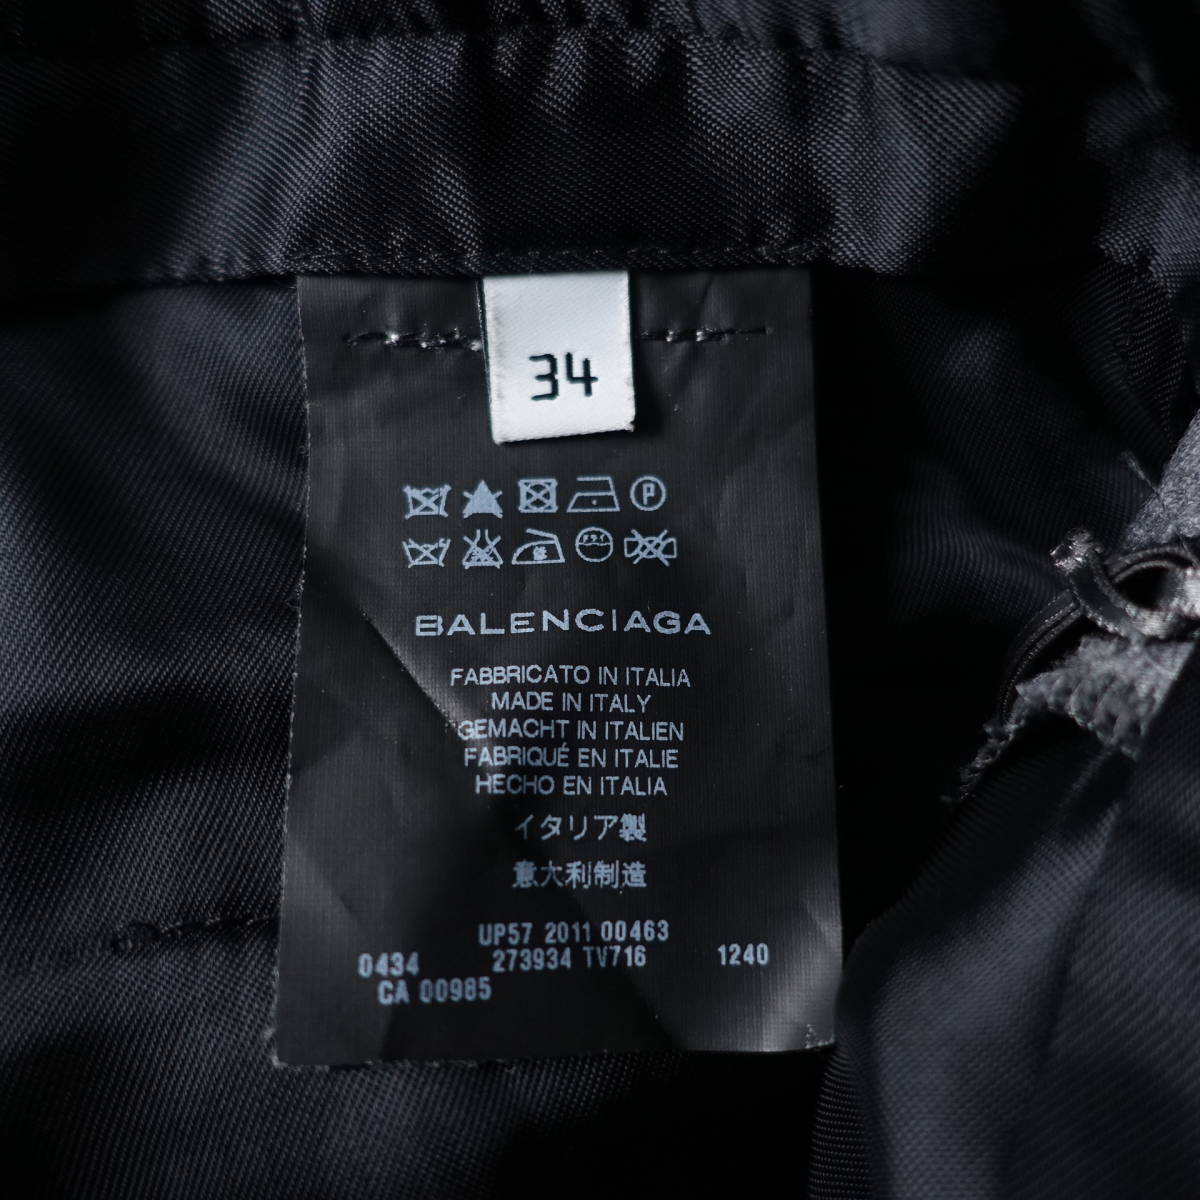 34
P
BALENCIAGA
FABBRICATO IN ITALIA
MADE IN ITALY
GEMACHT IN ITALIEN
FABRIQUÉ EN ITALIE
HECHO EN ITALIA
イタリア製
意大利制造
UP57 2011 00463
0434 273934 TV716 1240
CA 00985